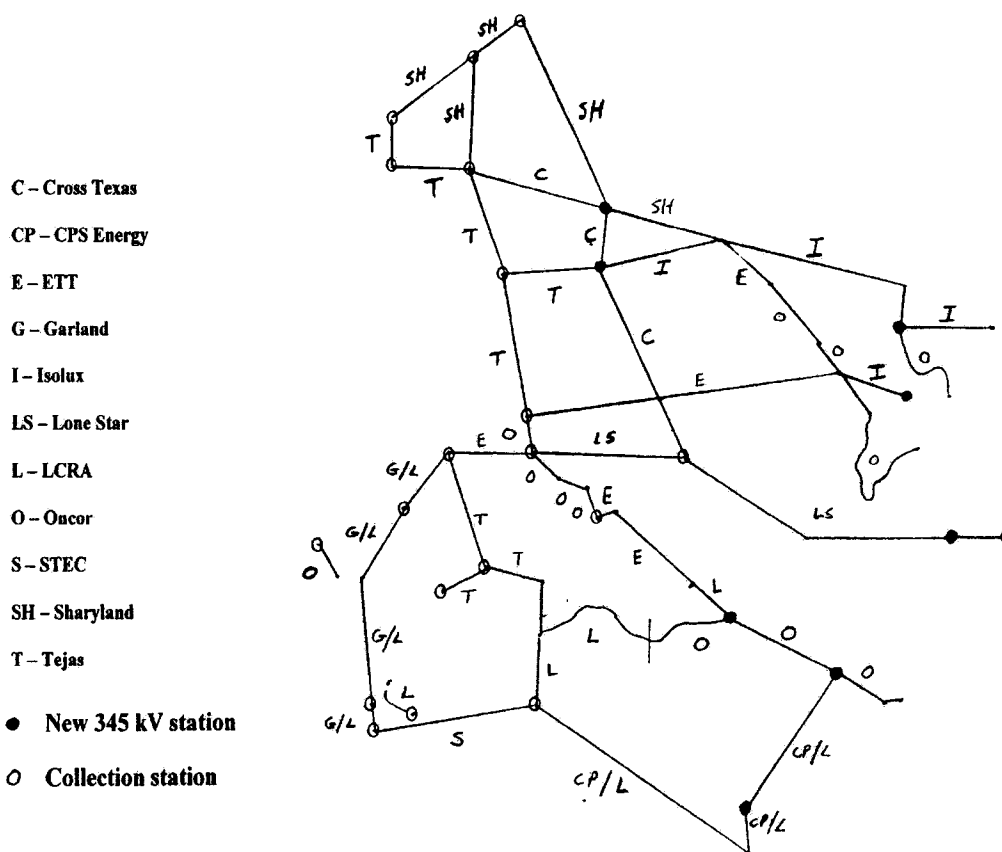 C – Cross Texas
CP – CPS Energy
E – ETT
G – Garland
I – Isolux
LS – Lone Star
L – LCRA
O – Oncor
S – STEC
SH – Sharyland
T – Tejas
New 345 kV station
Collection station
SH
SH
SH
SH
T
T
C
SH
T
C
I
I
E
T
I
O
C
O
O
T
E
I
O
E
LS
G/L
O
O
O
E
T
LS
G/L
O
T
E
T
L
G/L
L
O
O
L
O
L
G/L
S
CP/L
CP/L
CP/L